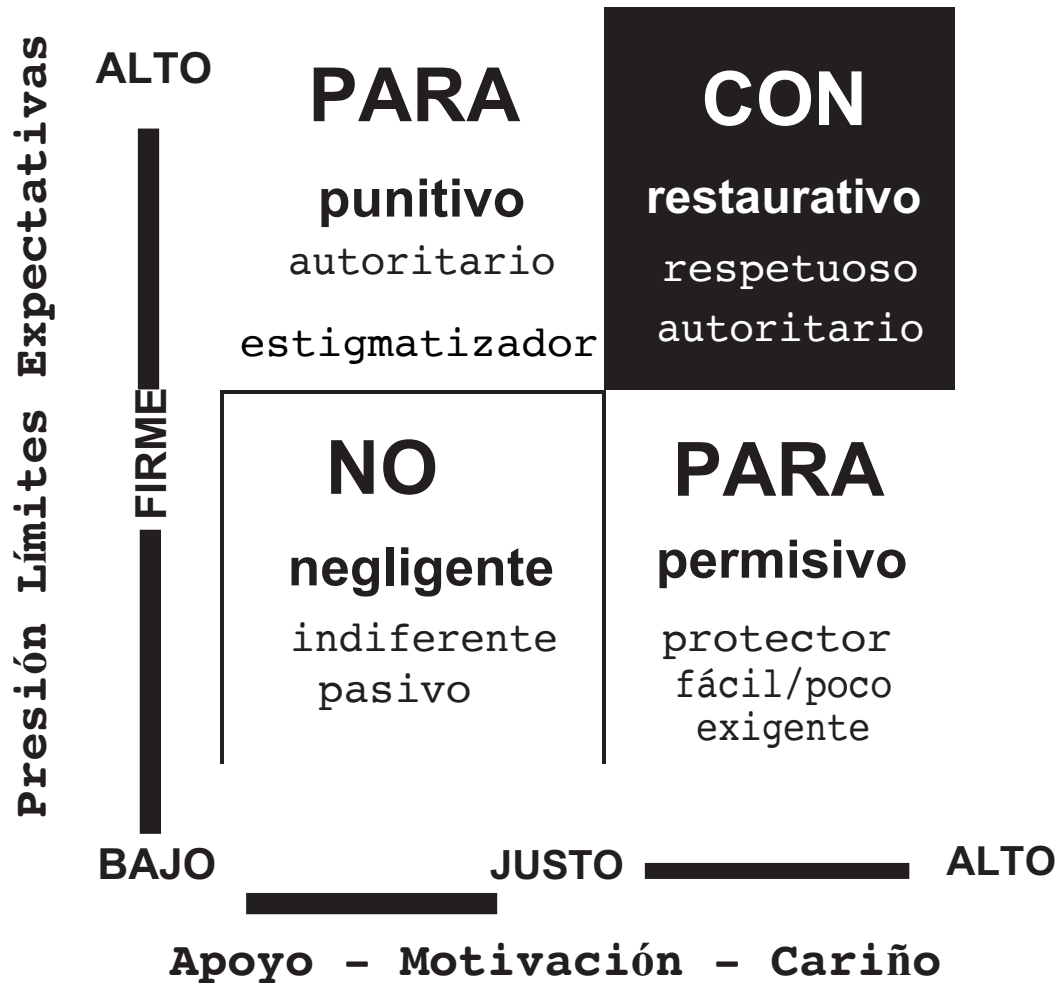 Presión Límites Expectativas
ALTO
FIRME
BAJO
PARA
punitivo
autoritario
estigmatizador
CON
restaurativo
respetuoso
autoritario
NO
negligente
indiferente
pasivo
PARA
permisivo
protector
fácil/poco
exigente
JUSTO
ALTO
Apoyo - Motivación - Cariño